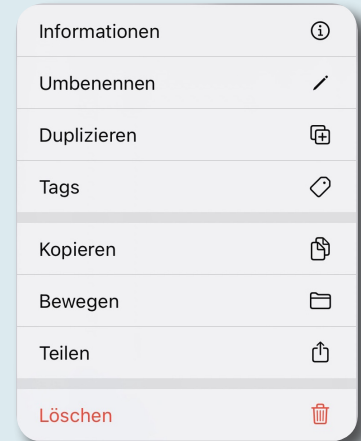 Informationen
Umbenennen
Duplizieren
Tags
Kopieren
Bewegen
Teilen
Löschen